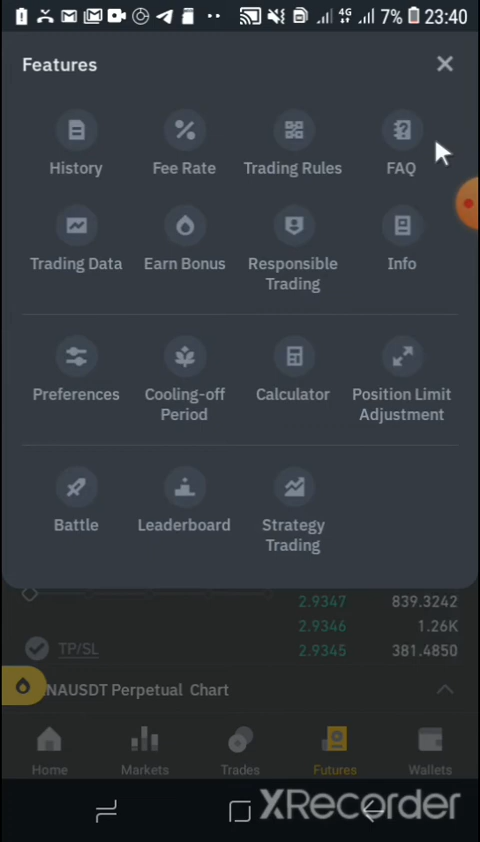 4G 7% 23:40
Features
History Fee Rate Trading Rules FAQ
Trading Data Earn Bonus Responsible Trading Info
Preferences Cooling-off Period Calculator Position Limit Adjustment
Battle Leaderboard Strategy Trading
2.9347 839.3242
2.9346 1.26K
TP/SL 2.9345 381.4850
NAUSDT Perpetual Chart
Home Markets Trades Futures Wallets
XRecorder